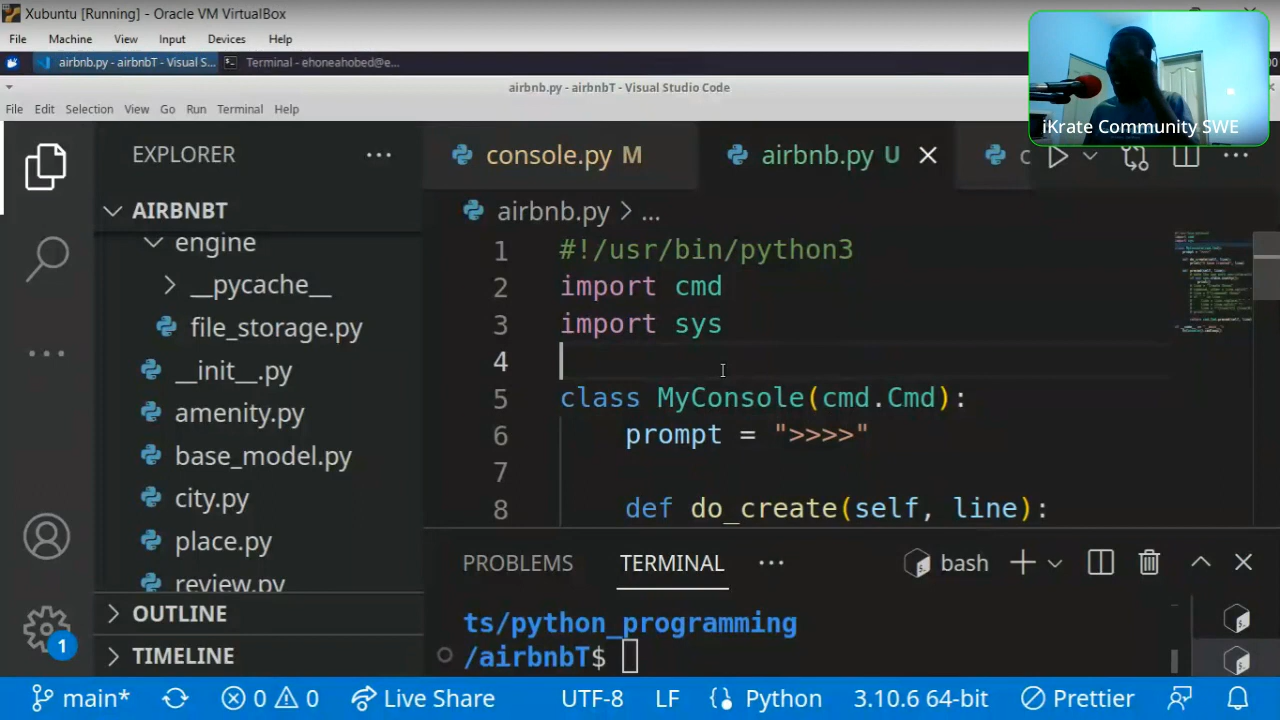 Xubuntu [Running] - Oracle VM VirtualBox
File Machine View Input Devices Help
airbnb.py - airbnbT - Visual S... Terminal - ehoneahobed@e...
airbnb.py - airbnbT - Visual Studio Code
File Edit Selection View Go Run Terminal Help
iKrate Community SWE
EXPLORER
AIRBNBT
engine
__pycache__
file_storage.py
__init__.py
amenity.py
base_model.py
city.py
place.py
review.py
OUTLINE
TIMELINE
console.py M airbnb.py U
airbnb.py > ...
1 #!/usr/bin/python3
2 import cmd
3 import sys
4
5 class MyConsole(cmd.Cmd):
6 prompt = ">>>>"
7
8 def do_create(self, line):
PROBLEMS TERMINAL ... bash
ts/python_programming
/airbnbT$
1
main* 0 0 Live Share UTF-8 LF Python 3.10.6 64-bit Prettier